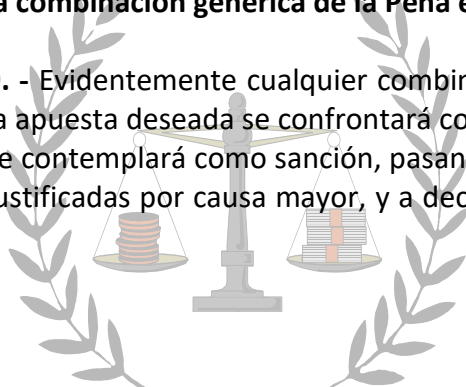 a combinación genérica de la Peña e
. - Evidentemente cualquier combin
a apuesta deseada se confrontará co
e contemplará como sanción, pasan
ustificadas por causa mayor, y a dec